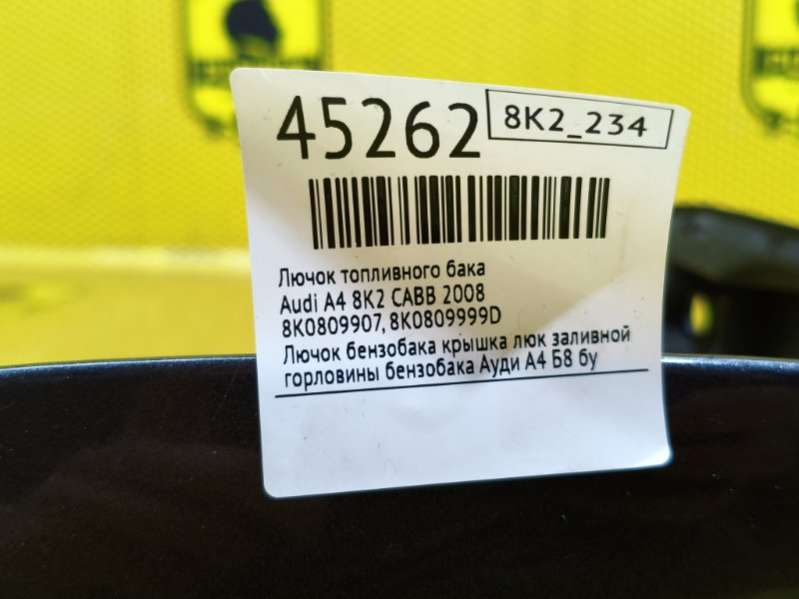 45262
8K2_234
Лючок топливного бака
Audi A4 8K2 CABB 2008
8K0809907, 8K0809999D
Лючок бензобака крышка люк заливной
горловины бензобака Ауди А4 Б8 бу